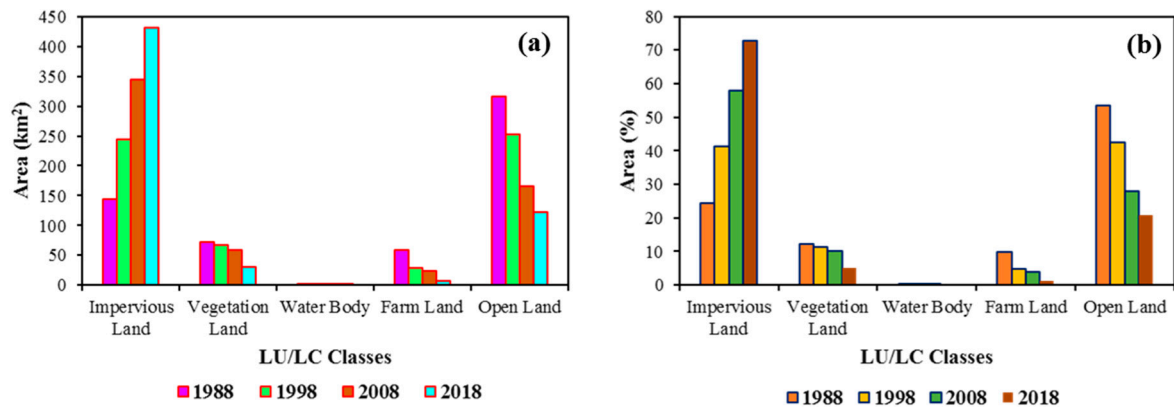 (a)
450
400
350
300
250
200
150
100
50
0
Area (km²)
Impervious Land
Vegetation Land
Water Body
Farm Land
Open Land
LU/LC Classes
1988 1998 2008 2018
(b)
80
70
60
50
40
30
20
10
0
Area (%)
Impervious Land
Vegetation Land
Water Body
Farm Land
Open Land
LU/LC Classes
1988 1998 2008 2018